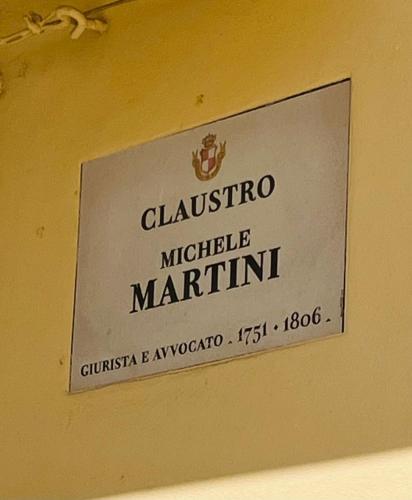 CLAUSTRO
MICHELE
MARTINI
GIURISTA E AVVOCATO - 1751 • 1806 -